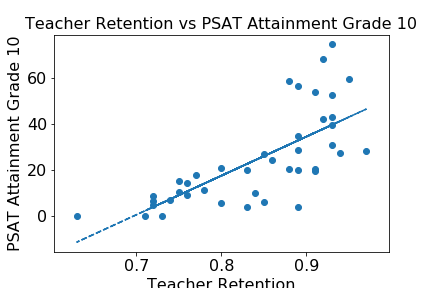 Teacher Retention vs PSAT Attainment Grade 10
PSAT Attainment Grade 10
60
40
20
0
0.7 0.8 0.9
Teacher Retention